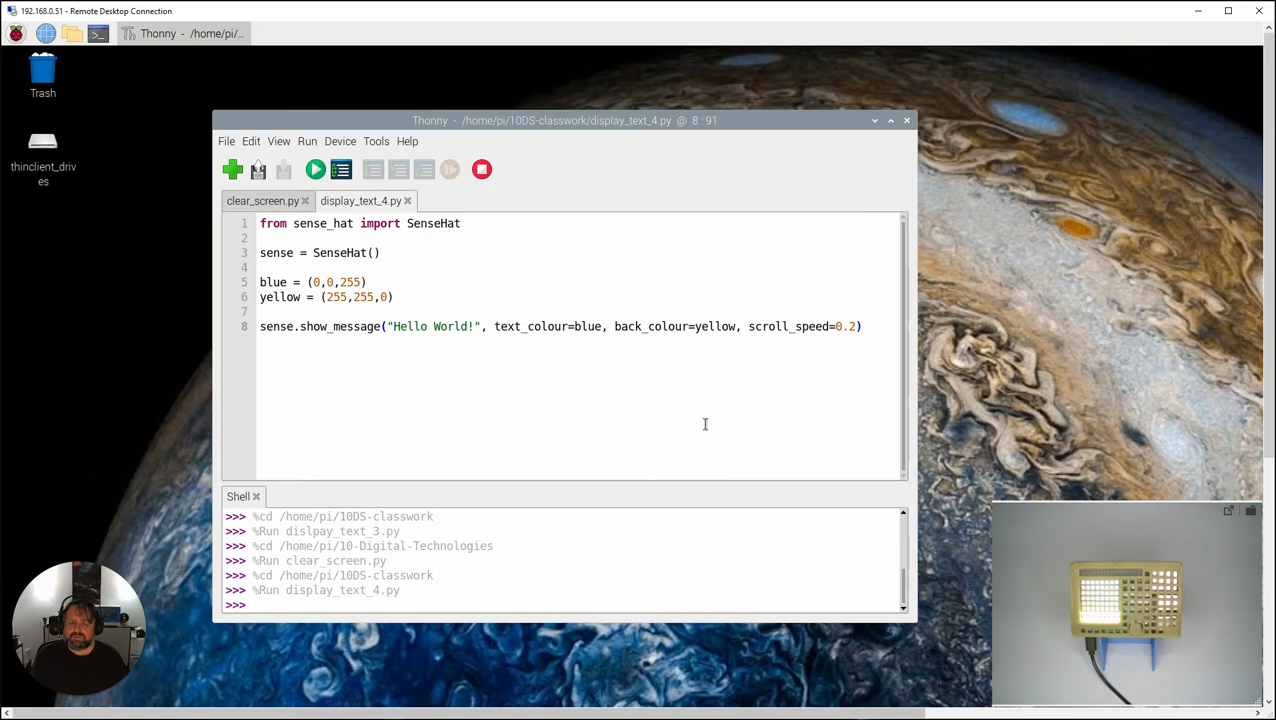 192.168.0.51 - Remote Desktop Connection
Thonny - /home/pi/...
Trash
thinclient_driv
es
Thonny - /home/pi/10DS-classwork/display_text_4.py @ 8:91
File Edit View Run Device Tools Help
clear_screen.py display_text_4.py
1 from sense_hat import SenseHat
2
3 sense = SenseHat()
4
5 blue = (0,0,255)
6 yellow = (255,255,0)
7
8 sense.show_message("Hello World!", text_colour=blue, back_colour=yellow, scroll_speed=0.2)
Shell
>>> %cd /home/pi/10DS-classwork
>>> %Run dislpay_text_3.py
>>> %cd /home/pi/10-Digital-Technologies
>>> %Run clear_screen.py
>>> %cd /home/pi/10DS-classwork
>>> %Run display_text_4.py
>>>